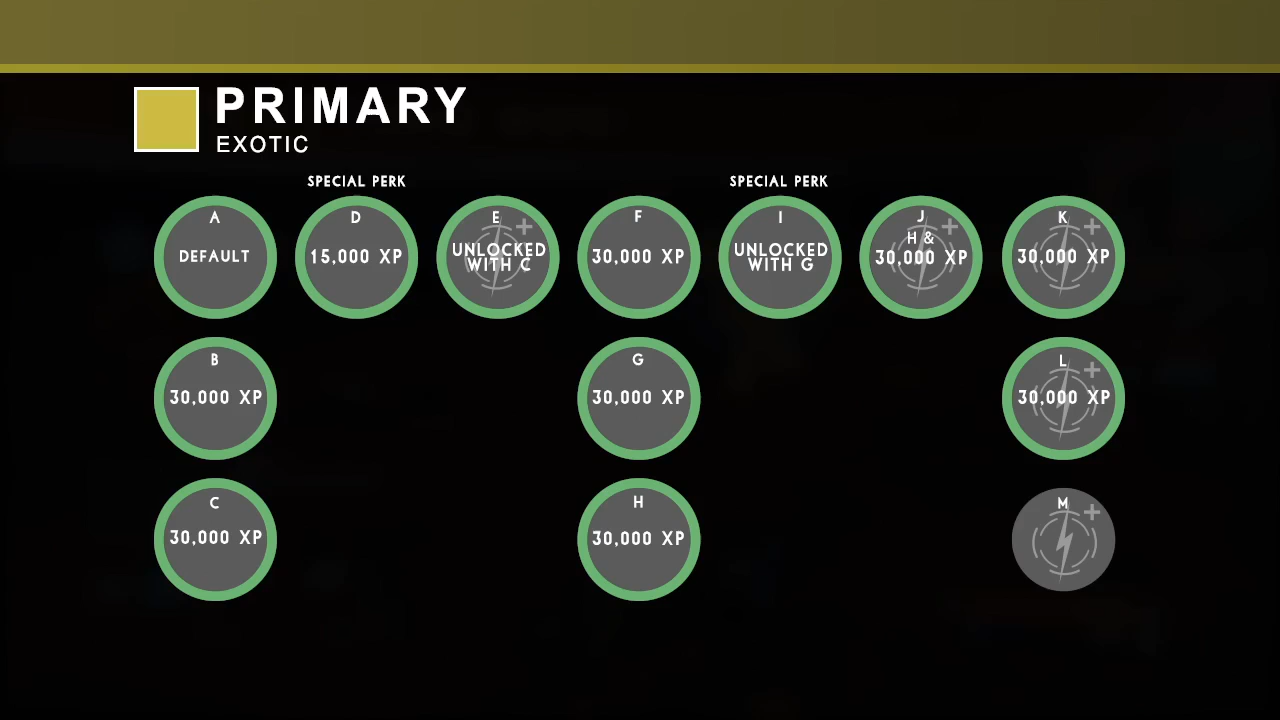 PRIMARY
EXOTIC
SPECIAL PERK
SPECIAL PERK
A
DEFAULT
D
15,000 XP
E
UNLOCKED
WITH C
F
30,000 XP
I
UNLOCKED
WITH G
J
H &
30,000 XP
K
30,000 XP
B
30,000 XP
G
30,000 XP
L
30,000 XP
C
30,000 XP
H
30,000 XP
M